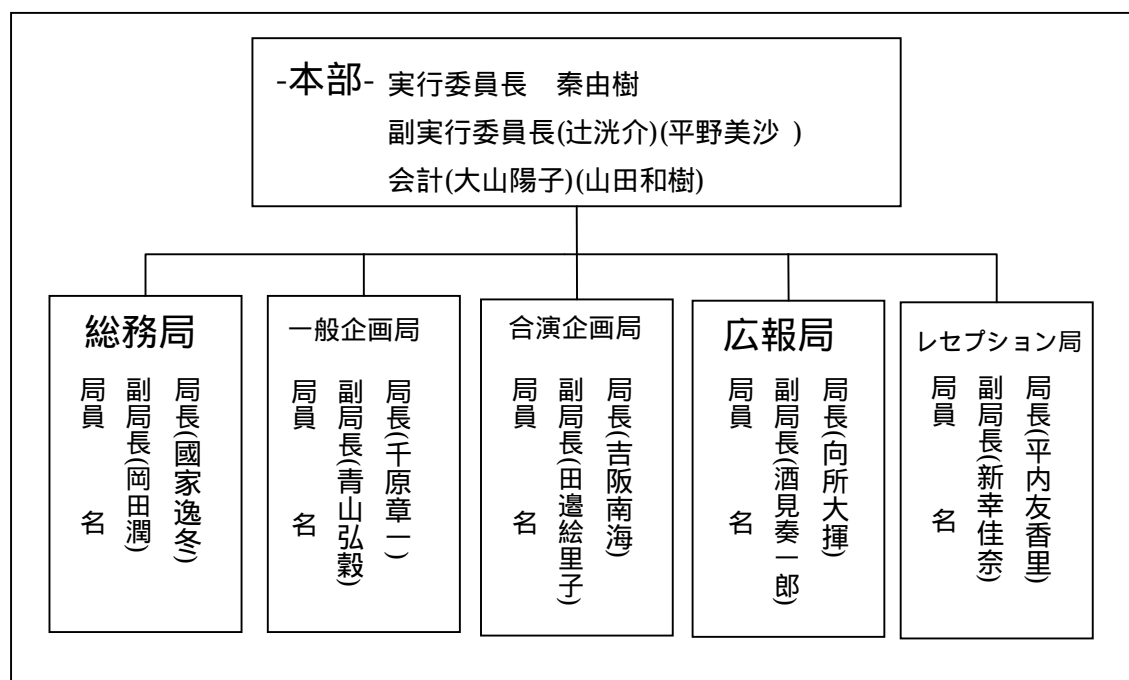 -本部- 実行委員長　秦由樹
副実行委員長(辻洸介)(平野美沙 )
会計(大山陽子)(山田和樹)
総務局
局長(國家逸冬)
副局長(岡田潤)
局員　　名
一般企画局
局長(千原章一)
副局長(青山弘穀)
局員　　名
合演企画局
局長(吉阪南海)
副局長(田邉絵里子)
局員　　名
広報局
局長(向所大揮)
副局長(酒見奏一郎)
局員　　名
レセプション局
局長(平内友香里)
副局長(新幸佳奈)
局員　　名